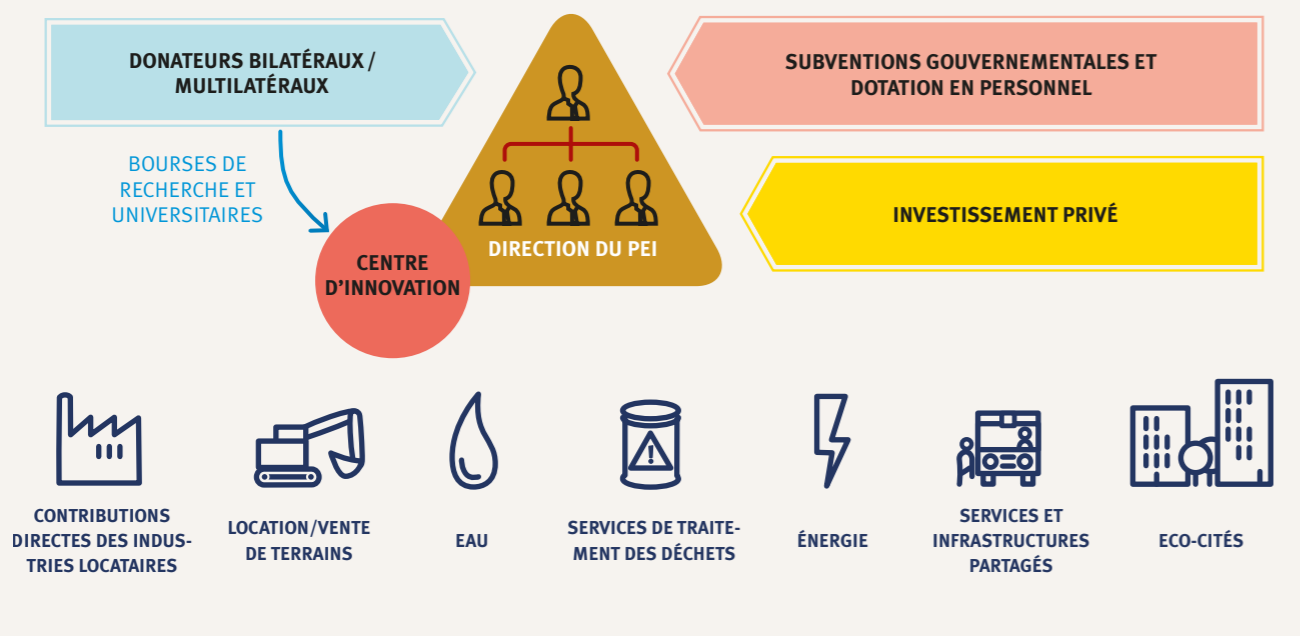 DONATEURS BILATÉRAUX /
MULTILATÉRAUX
SUBVENTIONS GOUVERNEMENTALES ET
DOTATION EN PERSONNEL
BOURSES DE
RECHERCHE ET
UNIVERSITAIRES
INVESTISSEMENT PRIVÉ
DIRECTION DU PEI
CENTRE
D'INNOVATION
!
CONTRIBUTIONS
DIRECTES DES INDUS-
TRIES LOCATAIRES
LOCATION/VENTE
DE TERRAINS
EAU
SERVICES DE TRAITE-
MENT DES DÉCHETS
ÉNERGIE
SERVICES ET
INFRASTRUCTURES
PARTAGÉS
ECO-CITÉS